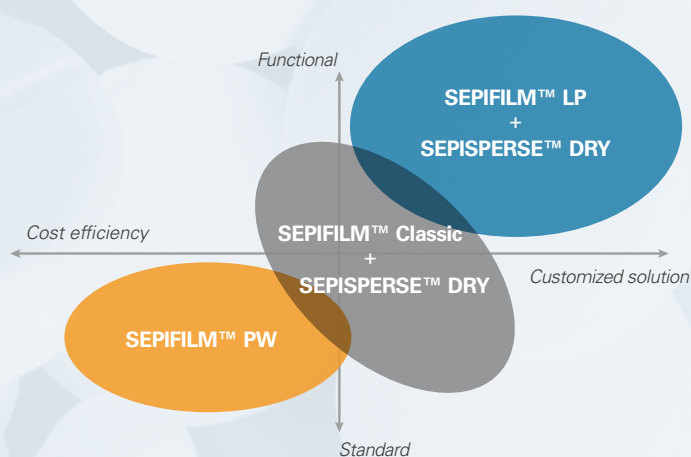 Functional
SEPIFILM™ LP
+
SEPISPERSE™ DRY
Cost efficiency
SEPIFILM™ Classic
+
SEPISPERSE™ DRY
Customized solution
SEPIFILM™ PW
Standard